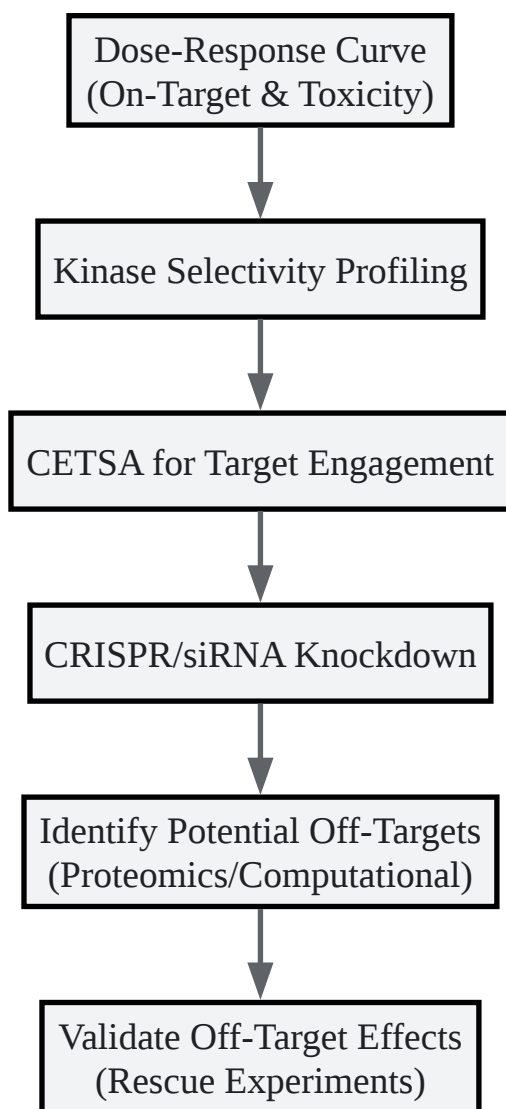 Dose-Response Curve
(On-Target & Toxicity)
Kinase Selectivity Profiling
CETSA for Target Engagement
CRISPR/siRNA Knockdown
Identify Potential Off-Targets
(Proteomics/Computational)
Validate Off-Target Effects
(Rescue Experiments)